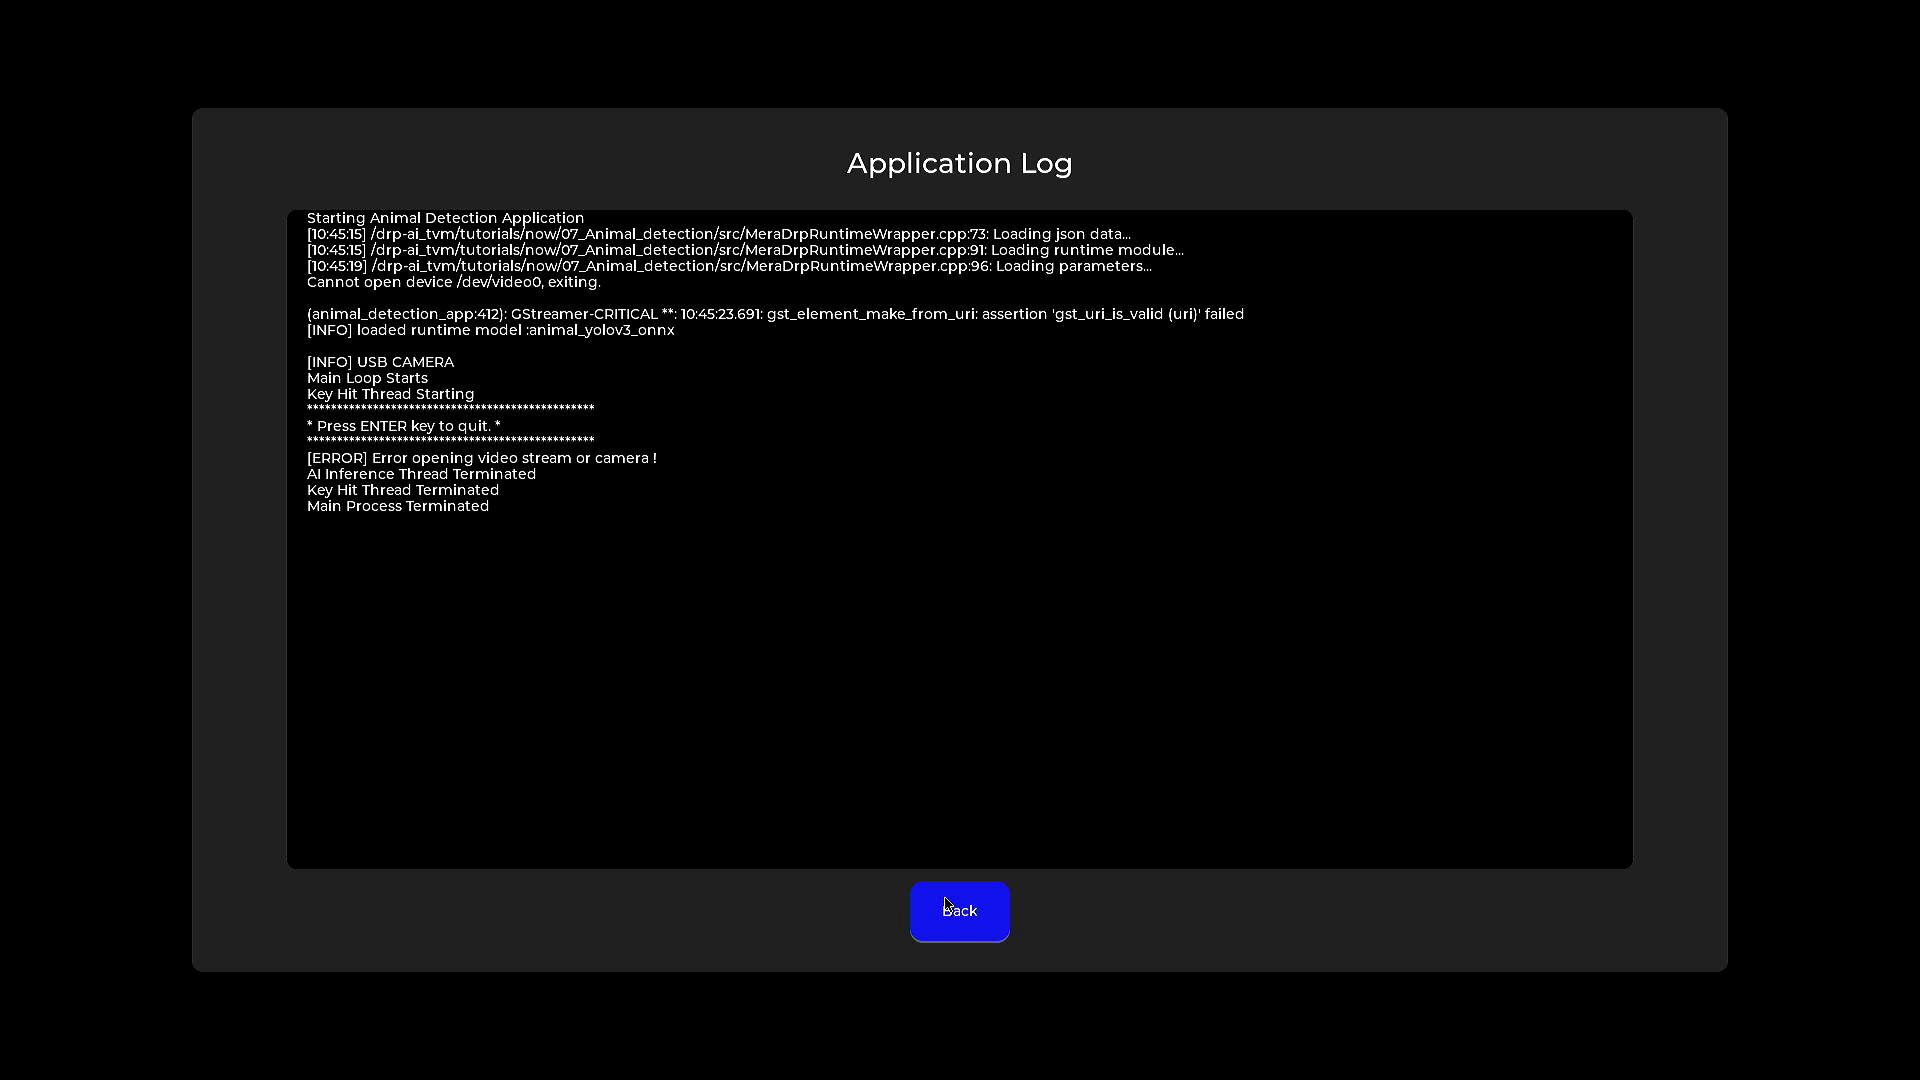 Application Log
Starting Animal Detection Application
[10:45:15] /drp-ai_tvm/tutorials/now/07_Animal_detection/src/MeraDrpRuntimeWrapper.cpp:73: Loading json data...
[10:45:15] /drp-ai_tvm/tutorials/now/07_Animal_detection/src/MeraDrpRuntimeWrapper.cpp:91: Loading runtime module...
[10:45:19] /drp-ai_tvm/tutorials/now/07_Animal_detection/src/MeraDrpRuntimeWrapper.cpp:96: Loading parameters...
Cannot open device /dev/video0, exiting.
(animal_detection_app:412): GStreamer-CRITICAL **: 10:45:23.691: gst_element_make_from_uri: assertion 'gst_uri_is_valid (uri)' failed
[INFO] loaded runtime model :animal_yolov3_onnx
[INFO] USB CAMERA
Main Loop Starts
Key Hit Thread Starting
************************************************
* Press ENTER key to quit. *
************************************************
[ERROR] Error opening video stream or camera !
AI Inference Thread Terminated
Key Hit Thread Terminated
Main Process Terminated
Back